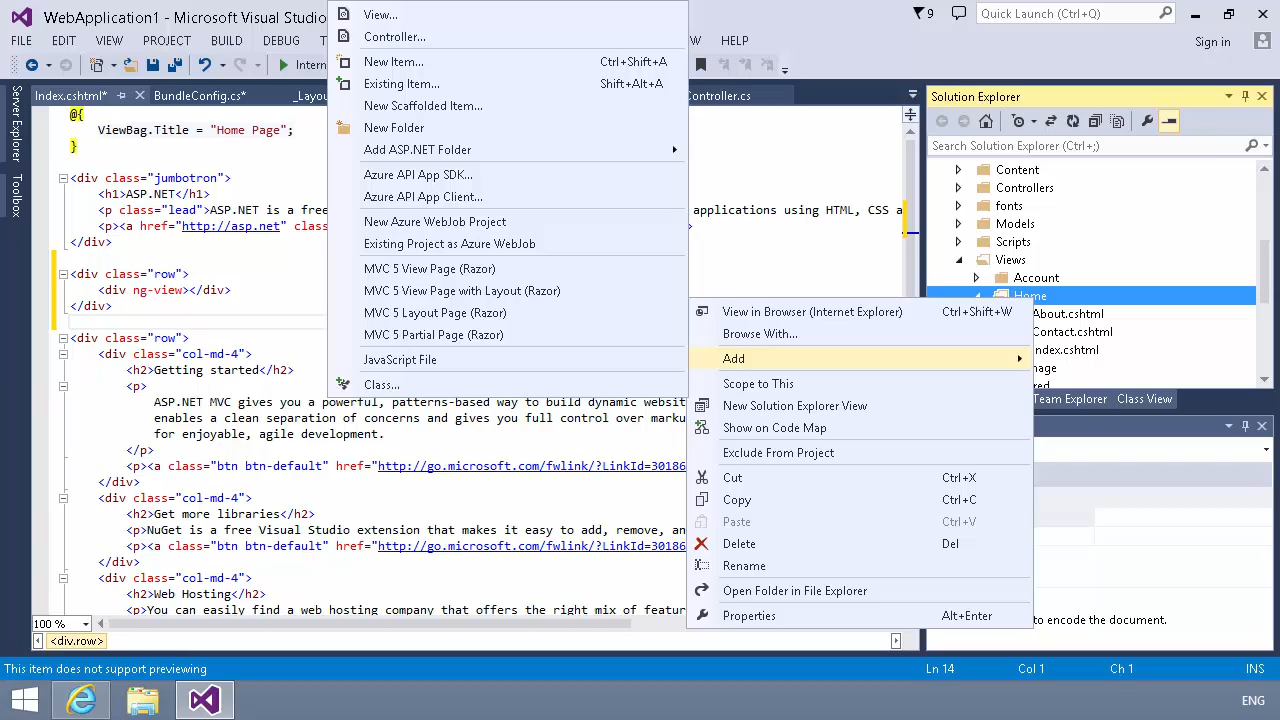 WebApplication1 - Microsoft Visual Studio
9
Quick Launch (Ctrl+Q)
FILE EDIT VIEW PROJECT BUILD DEBUG T
W HELP
Sign in
Intern
Server Explorer
Toolbox
Index.cshtml* BundleConfig.cs* _Layou
ontroller.cs
@{
ViewBag.Title = "Home Page";
}
<div class="jumbotron">
<h1>ASP.NET</h1>
<p class="lead">ASP.NET is a free
applications using HTML, CSS a
<p><a href="http://asp.net" class
>
</div>
<div class="row">
<div ng-view></div>
</div>
<div class="row">
<div class="col-md-4">
<h2>Getting started</h2>
<p>
ASP.NET MVC gives you a powerful, patterns-based way to build dynamic websit
enables a clean separation of concerns and gives you full control over marku
for enjoyable, agile development.
</p>
<p><a class="btn btn-default" href="http://go.microsoft.com/fwlink/?LinkId=30186
</div>
<div class="col-md-4">
<h2>Get more libraries</h2>
<p>NuGet is a free Visual Studio extension that makes it easy to add, remove, an
<p><a class="btn btn-default" href="http://go.microsoft.com/fwlink/?LinkId=30186
</div>
<div class="col-md-4">
<h2>Web Hosting</h2>
<p>You can easily find a web hosting company that offers the right mix of featur
100 %
<div.row>
View...
Controller...
New Item... Ctrl+Shift+A
Existing Item... Shift+Alt+A
New Scaffolded Item...
New Folder
Add ASP.NET Folder
Azure API App SDK...
Azure API App Client...
New Azure WebJob Project
Existing Project as Azure WebJob
MVC 5 View Page (Razor)
MVC 5 View Page with Layout (Razor)
MVC 5 Layout Page (Razor)
MVC 5 Partial Page (Razor)
JavaScript File
Class...
View in Browser (Internet Explorer) Ctrl+Shift+W
Browse With...
Add
Scope to This
New Solution Explorer View
Show on Code Map
Exclude From Project
Cut Ctrl+X
Copy Ctrl+C
Paste Ctrl+V
Delete Del
Rename
Open Folder in File Explorer
Properties Alt+Enter
Solution Explorer
Search Solution Explorer (Ctrl+;)
Content
Controllers
fonts
Models
Scripts
Views
Account
Home
About.cshtml
Contact.cshtml
ndex.cshtml
nage
red
Team Explorer Class View
to encode the document.
This item does not support previewing
Ln 14 Col 1 Ch 1 INS
ENG